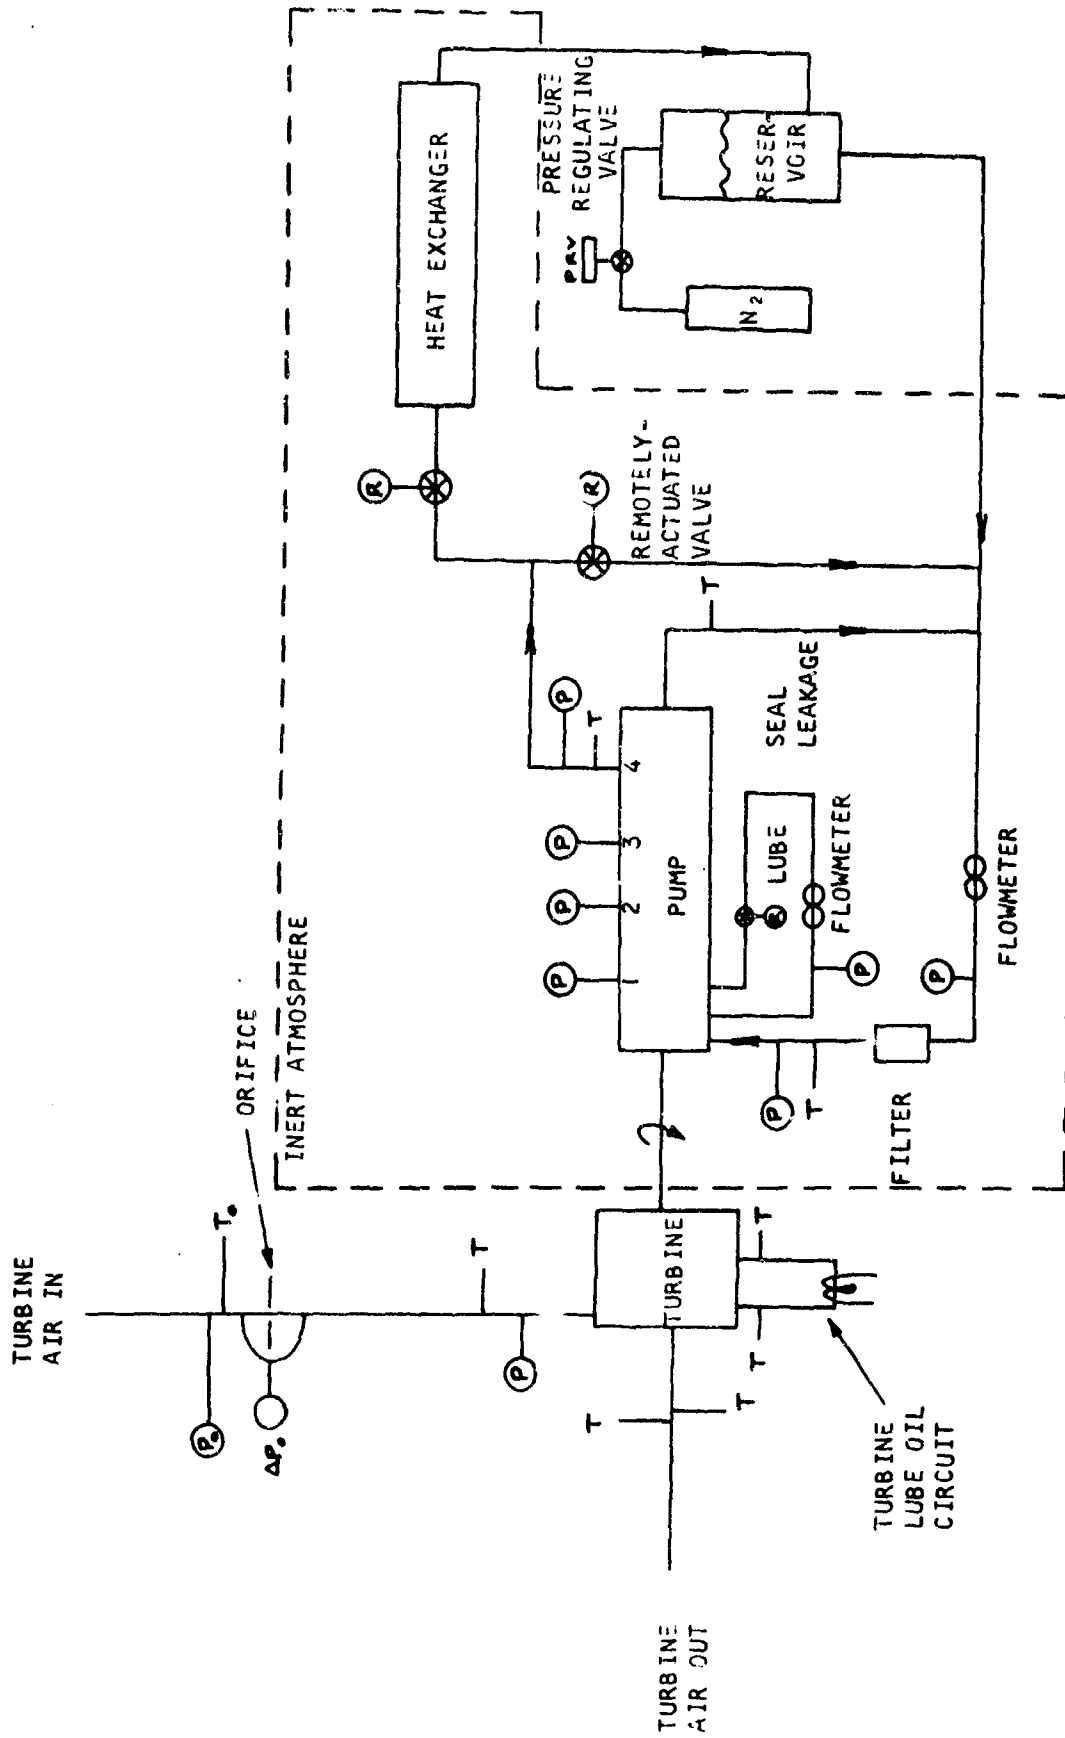 TURBINE
AIR IN
P₀
T₀
ΔP₀
ORIFICE
INERT ATMOSPHERE
P
T
TURBINE
T
T
T
T
TURBINE
AIR OUT
TURBINE
LUBE OIL
CIRCUIT
HEAT EXCHANGER
R
R
REMOTELY-
ACTUATED
VALVE
PRESSURE
REGULATING
VALVE
PRV
N₂
RESER-
VOIR
P
P
P
P
T
1
2
3
4
PUMP
T
SEAL
LEAKAGE
R
LUBE
FLOWMETER
P
P
T
FILTER
P
FLOWMETER